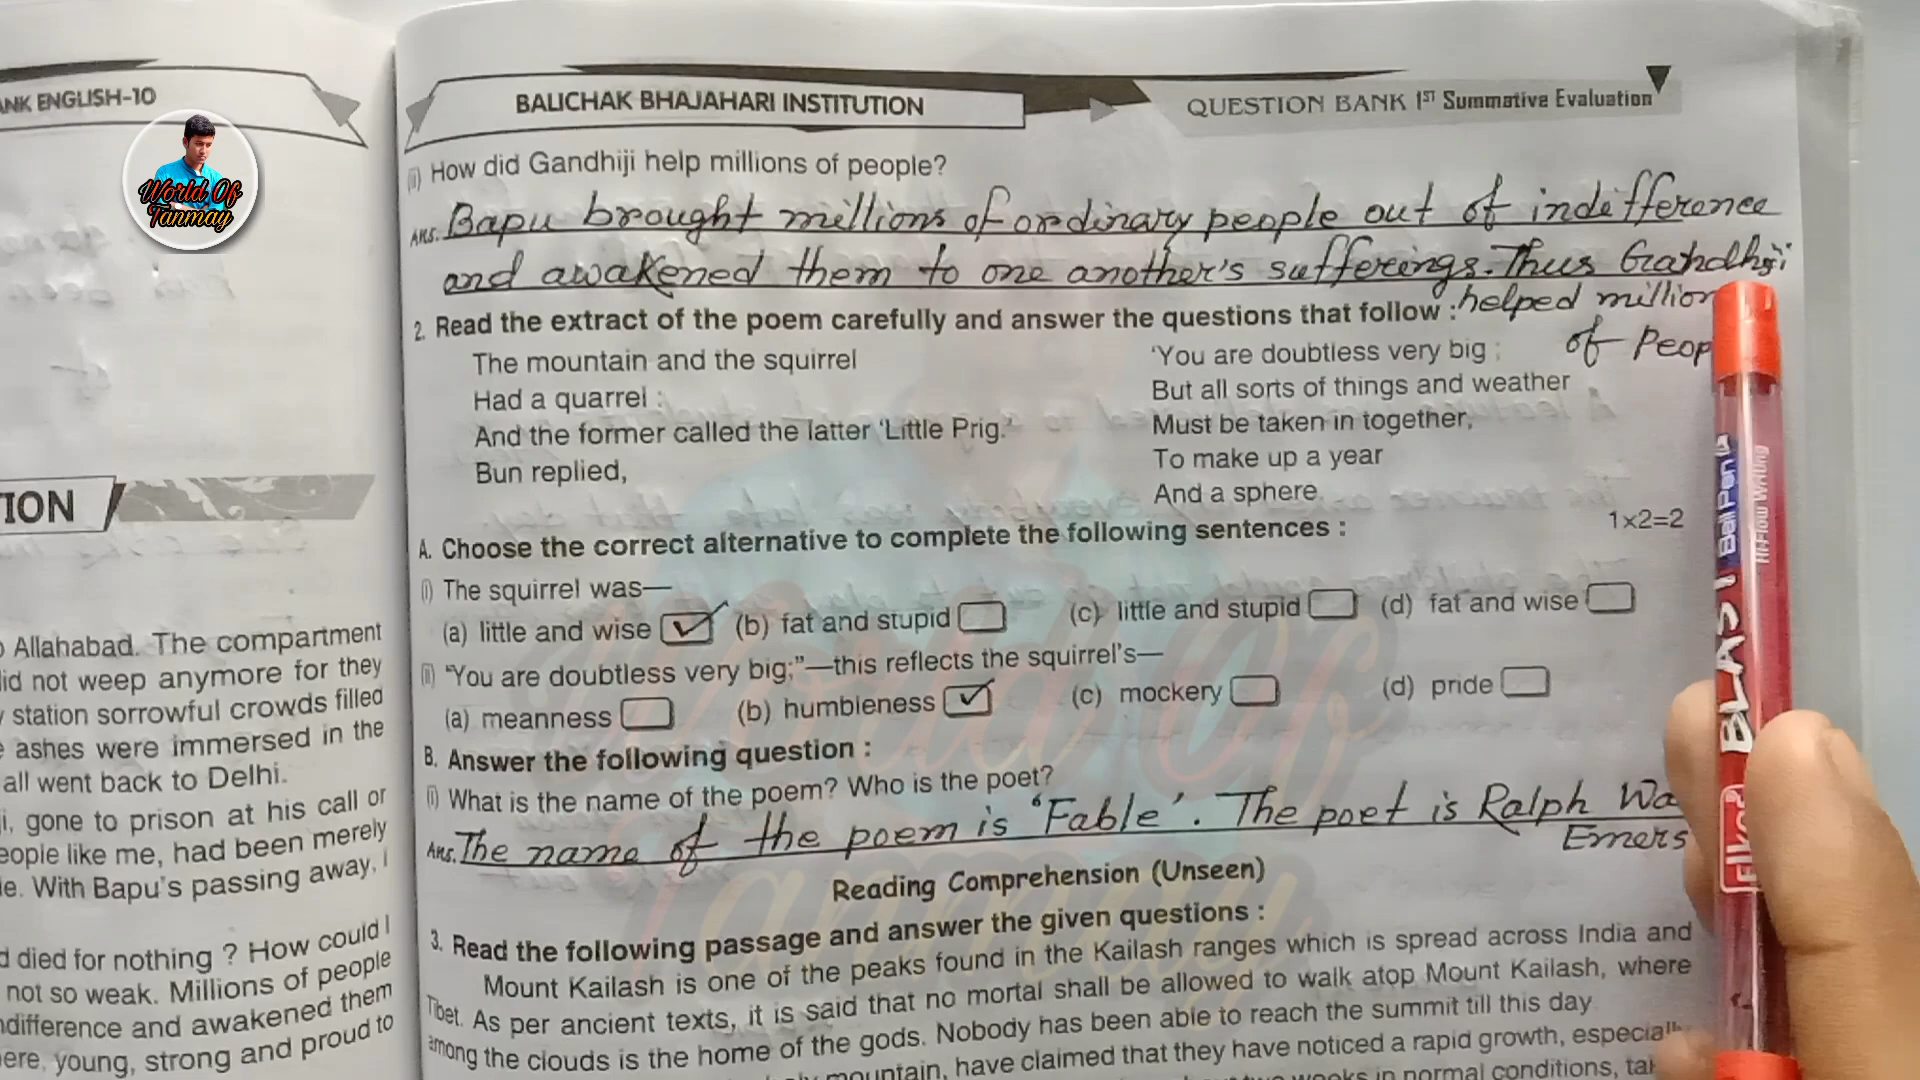 ANK ENGLISH-10
World Of
Tanmay
TION
Allahabad. The compartment
did not weep anymore for they
station sorrowful crowds filled
ashes were immersed in the
all went back to Delhi.
gone to prison at his call or
people like me, had been merely
With Bapu's passing away, I
died for nothing ? How could I
not so weak. Millions of people
indifference and awakened them
young, strong and proud to
BALICHAK BHAJAHARI INSTITUTION
QUESTION BANK 1ST Summative Evaluation
(ii) How did Gandhiji help millions of people?
Ans. Bapu brought millions of ordinary people out of indifference
and awakened them to one another's sufferings. Thus Gandhiji
helped million
of Peop
2. Read the extract of the poem carefully and answer the questions that follow :
The mountain and the squirrel
Had a quarrel :
And the former called the latter 'Little Prig.'
Bun replied,
'You are doubtless very big ;
But all sorts of things and weather
Must be taken in together,
To make up a year
And a sphere
A. Choose the correct alternative to complete the following sentences : 1×2=2
(i) The squirrel was—
(a) little and wise (b) fat and stupid (c) little and stupid (d) fat and wise
(ii) "You are doubtless very big;"—this reflects the squirrel's—
(a) meanness (b) humbleness (c) mockery (d) pride
B. Answer the following question :
(i) What is the name of the poem? Who is the poet?
Ans. The name of the poem is 'Fable'. The poet is Ralph Wa
Emers
Reading Comprehension (Unseen)
3. Read the following passage and answer the given questions :
Mount Kailash is one of the peaks found in the Kailash ranges which is spread across India and
Tibet. As per ancient texts, it is said that no mortal shall be allowed to walk atop Mount Kailash, where
among the clouds is the home of the gods. Nobody has been able to reach the summit till this day
mountain, have claimed that they have noticed a rapid growth, especially
weeks in normal conditions,
BLAST Ball Pen
Hi-Flow Writing